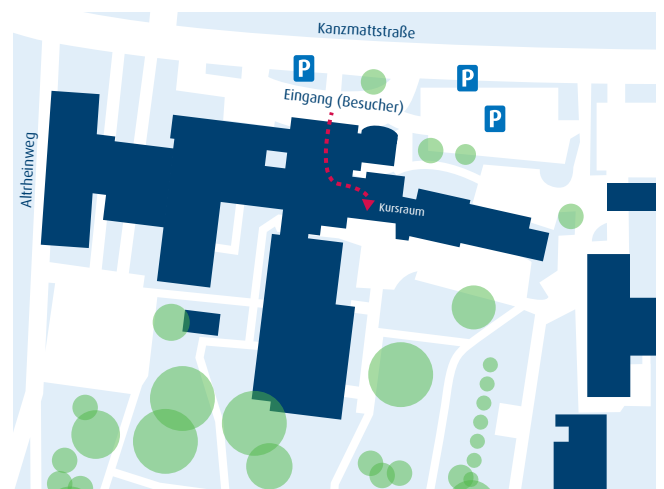 Kanzmattstraße
P
P
Eingang (Besucher)
P
Altrheinweg
Kursraum